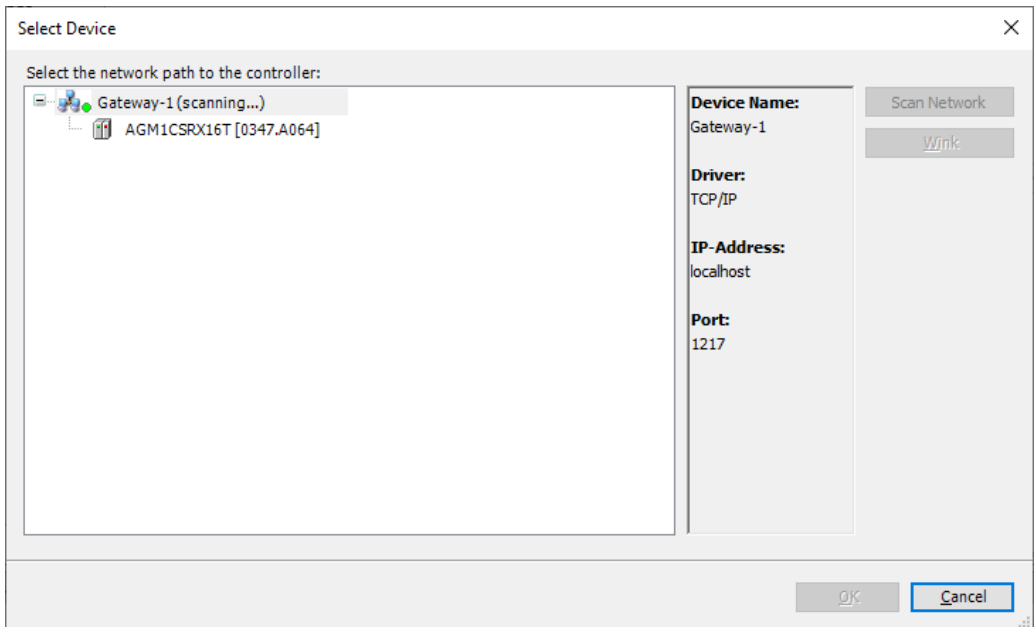 Select Device
Select the network path to the controller:
Gateway-1 (scanning...)
AGM1CSRX16T [0347.A064]
Device Name:
Gateway-1
Driver:
TCP/IP
IP-Address:
localhost
Port:
1217
Scan Network
Wink
OK
Cancel